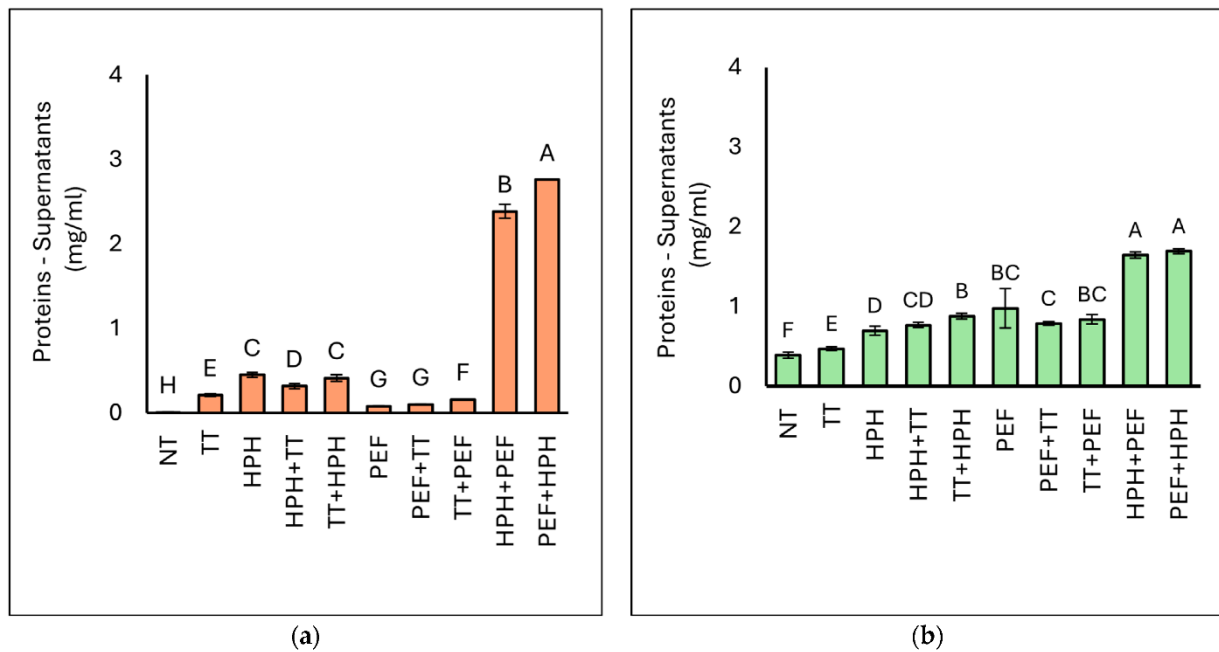 Proteins - Supernatants
(mg/ml)
4
3
2
1
0
H
E
C
D
C
G
G
F
B
A
NT
TT
HPH
HPH+TT
TT+HPH
PEF
PEF+TT
TT+PEF
HPH+PEF
PEF+HPH
(a)
Proteins - Supernatants
(mg/ml)
4
3
2
1
0
F
E
D
CD
B
BC
C
BC
A
A
NT
TT
HPH
HPH+TT
TT+HPH
PEF
PEF+TT
TT+PEF
HPH+PEF
PEF+HPH
(b)